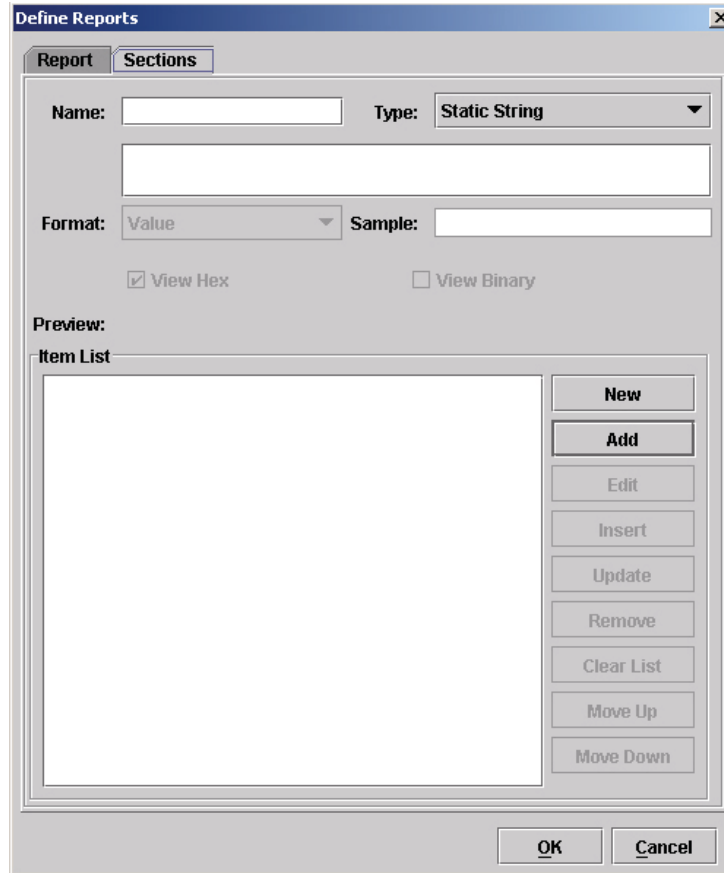 Define Reports
Report Sections
Name: Type: Static String
Format: Value Sample:
View Hex View Binary
Preview:
Item List
New
Add
Edit
Insert
Update
Remove
Clear List
Move Up
Move Down
OK Cancel